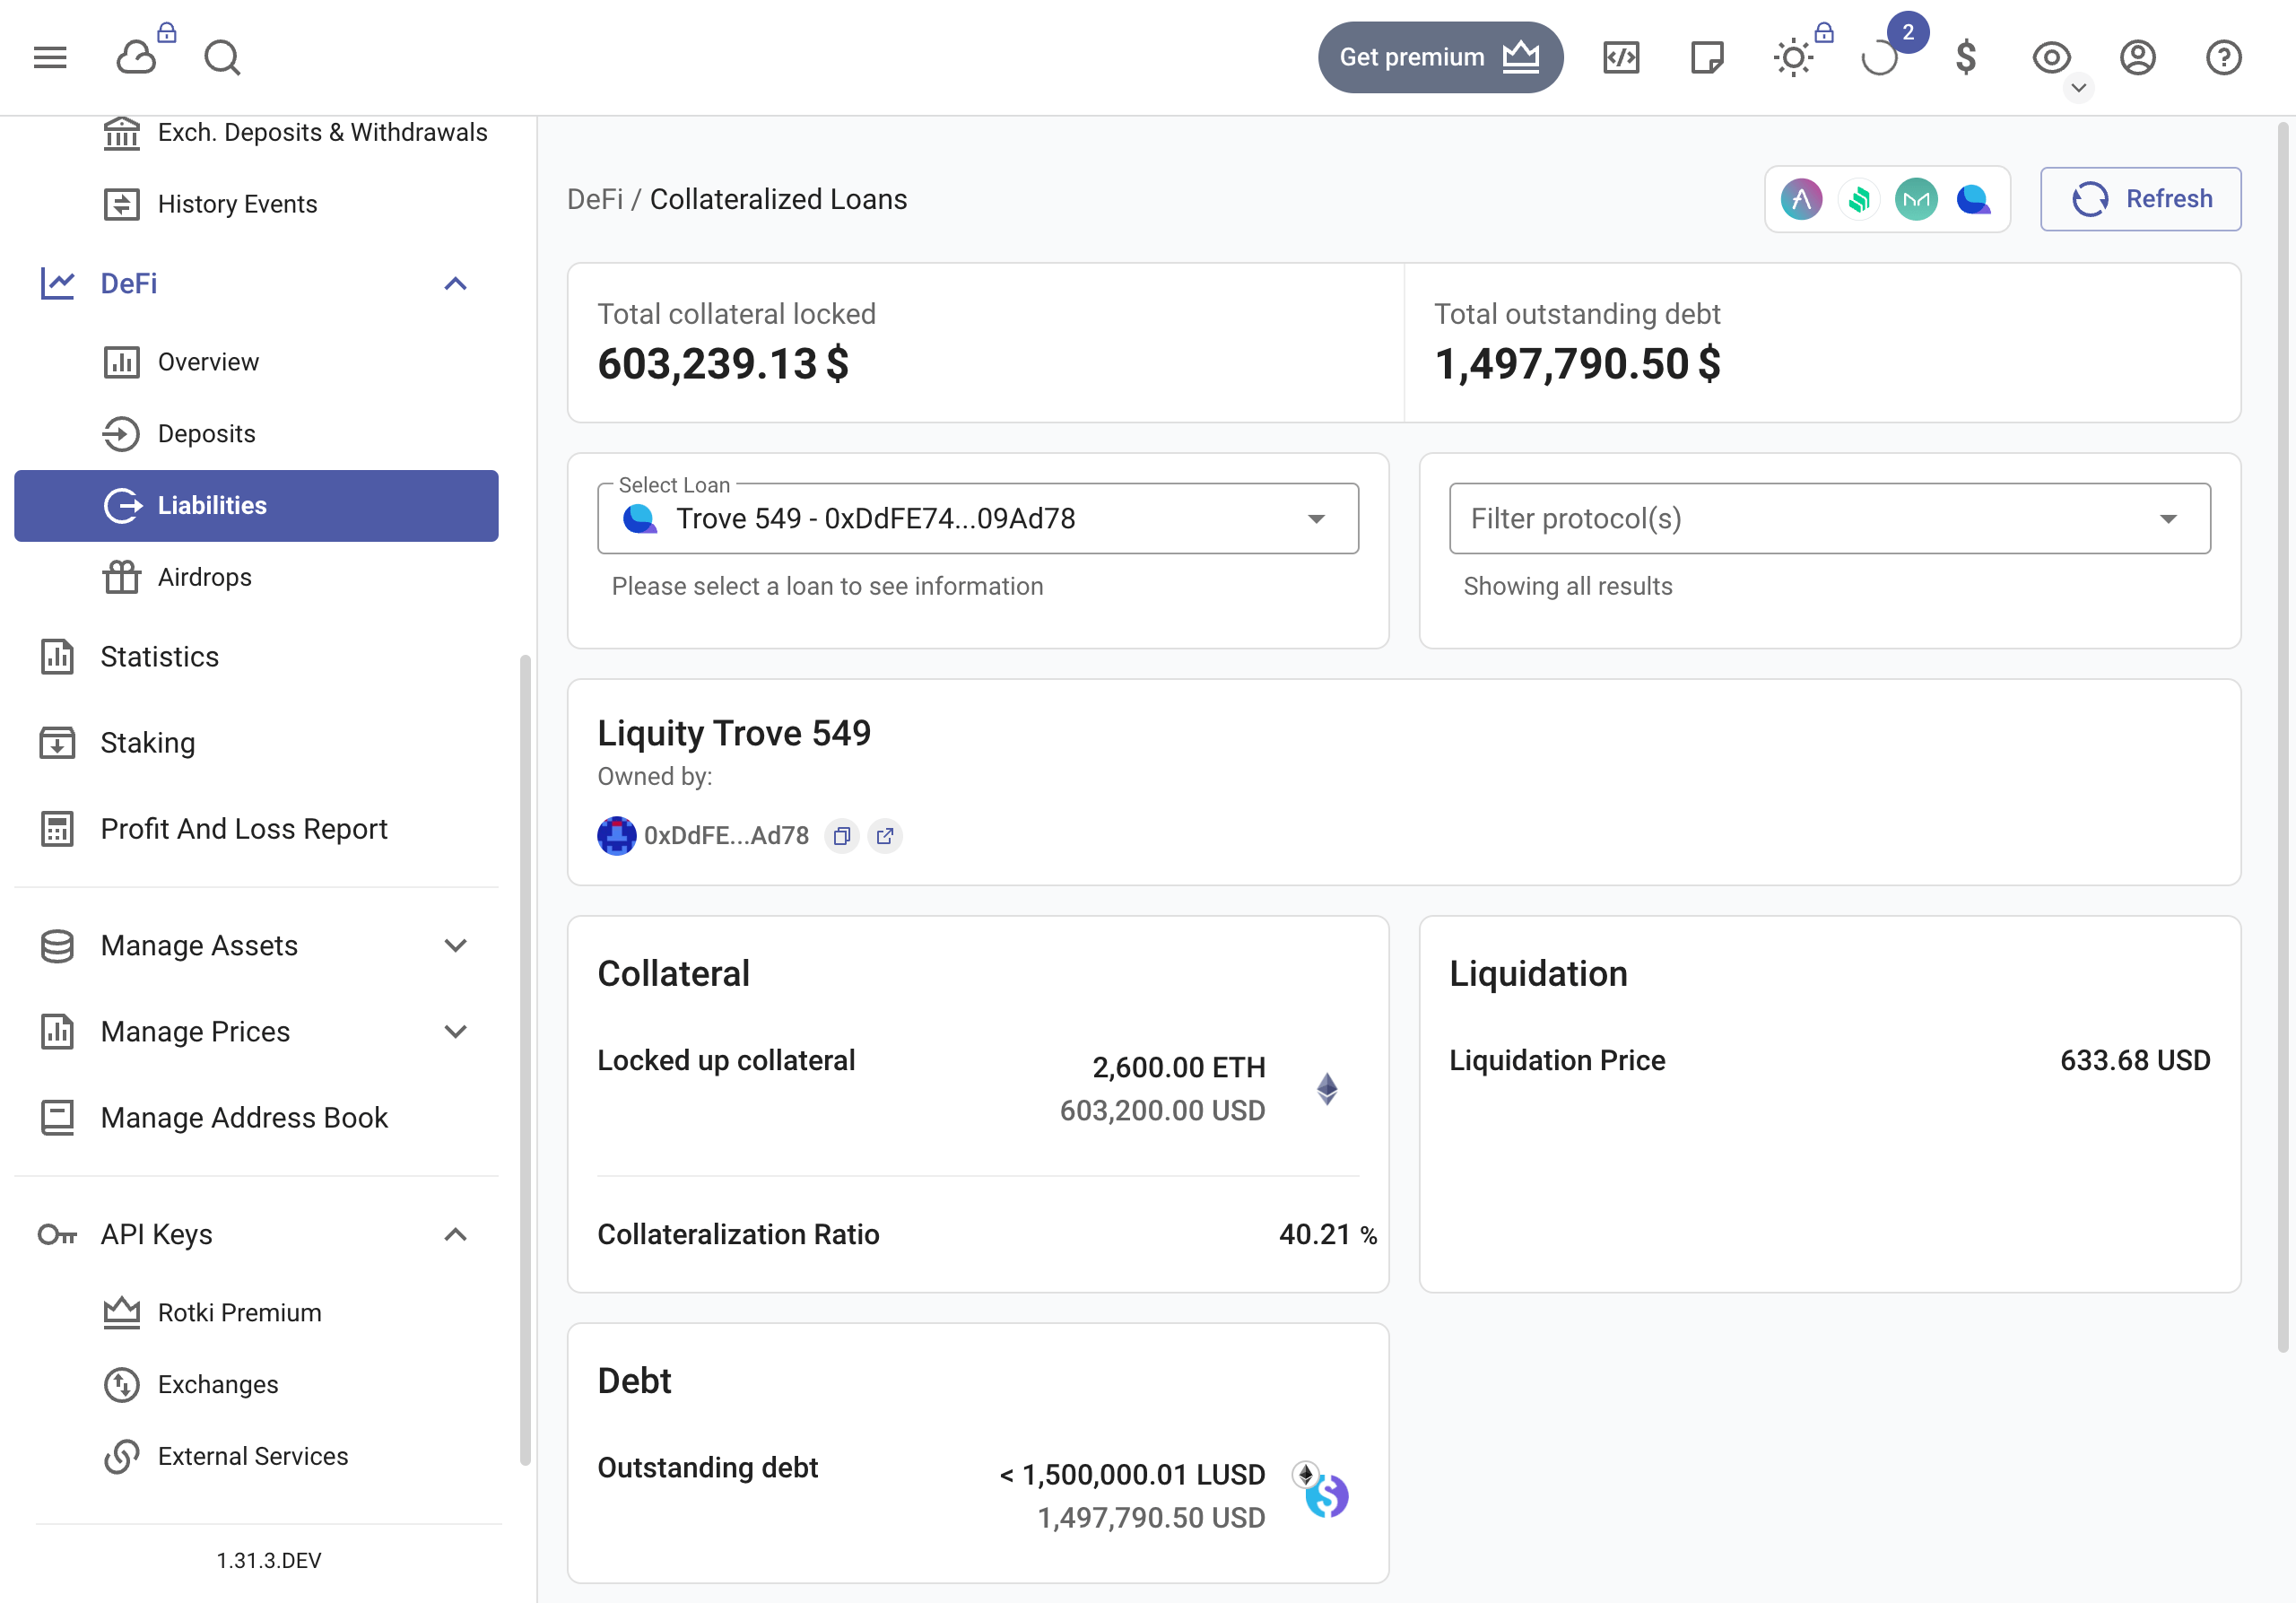 Get premium
2
Exch. Deposits & Withdrawals
History Events
DeFi
Overview
Deposits
Liabilities
Airdrops
Statistics
Staking
Profit And Loss Report
Manage Assets
Manage Prices
Manage Address Book
API Keys
Rotki Premium
Exchanges
External Services
1.31.3.DEV
DeFi / Collateralized Loans
Refresh
Total collateral locked
603,239.13 $
Total outstanding debt
1,497,790.50 $
Select Loan
Trove 549 - 0xDdFE74...09Ad78
Please select a loan to see information
Filter protocol(s)
Showing all results
Liquity Trove 549
Owned by:
0xDdFE...Ad78
Collateral
Locked up collateral
2,600.00 ETH
603,200.00 USD
Collateralization Ratio
40.21 %
Liquidation
Liquidation Price
633.68 USD
Debt
Outstanding debt
< 1,500,000.01 LUSD
1,497,790.50 USD